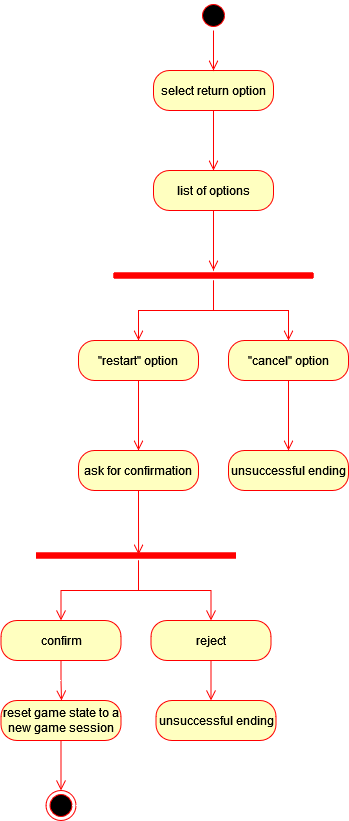 select return option
list of options
"restart" option
"cancel" option
ask for confirmation
unsuccessful ending
confirm
reject
reset game state to a
new game session
unsuccessful ending